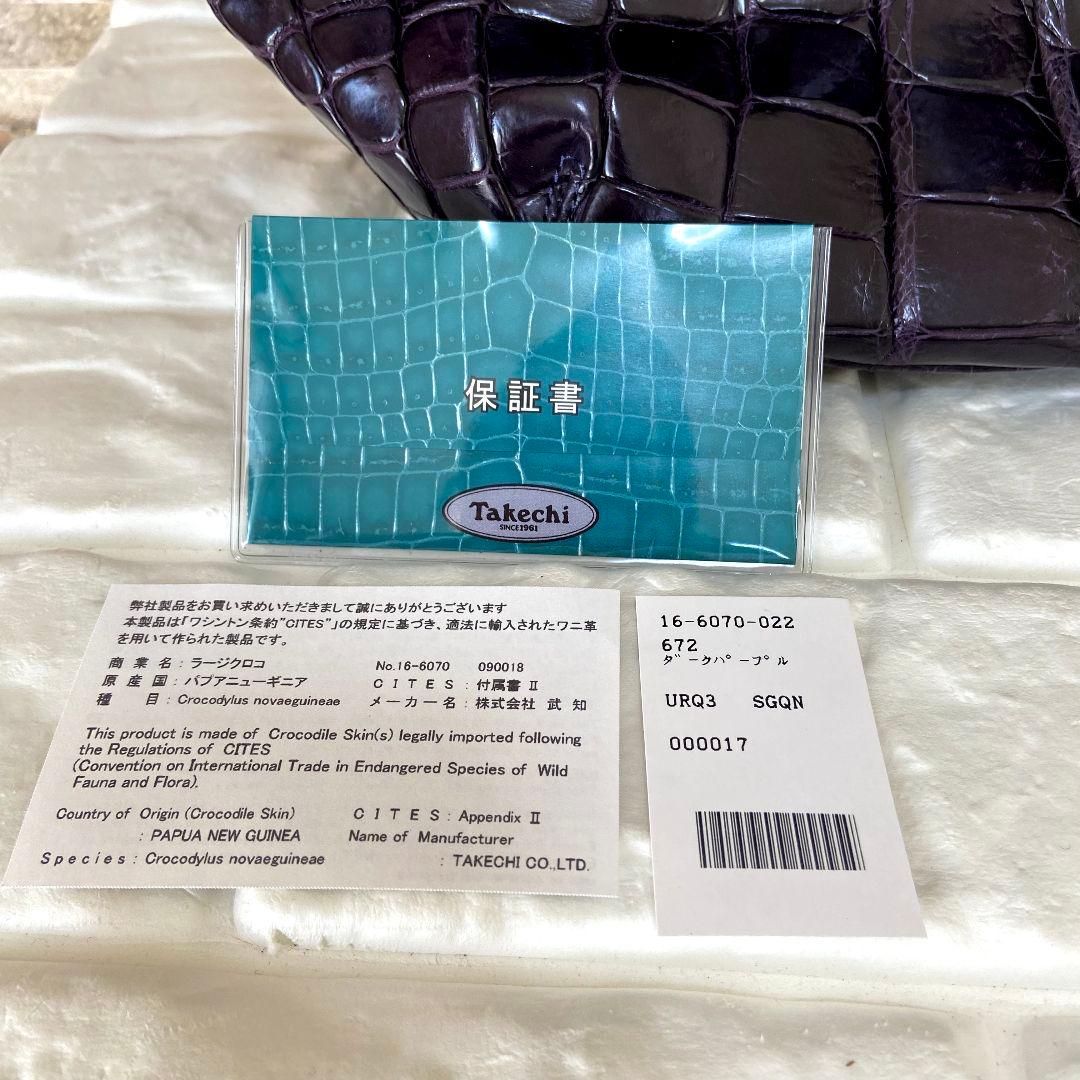 保証書
Takechi
SINCE1961
弊社製品をお買い求めいただきまして誠にありがとうございます
本製品は「ワシントン条約"CITES"」の規定に基づき、適法に輸入されたワニ革
を用いて作られた製品です。
商業名：ラージクロコ No.16-6070 090018
原産国：パプアニューギニア CITES：付属書Ⅱ
種目：Crocodylus novaeguineae メーカー名：株式会社 武知
This product is made of Crocodile Skin(s) legally imported following
the Regulations of CITES
(Convention on International Trade in Endangered Species of Wild
Fauna and Flora).
Country of Origin (Crocodile Skin) CITES : Appendix Ⅱ
: PAPUA NEW GUINEA Name of Manufacturer
Species : Crocodylus novaeguineae : TAKECHI CO.,LTD.
16-6070-022
672
ﾀﾞｰｸﾊﾟｰﾌﾟﾙ
URQ3 SGQN
000017